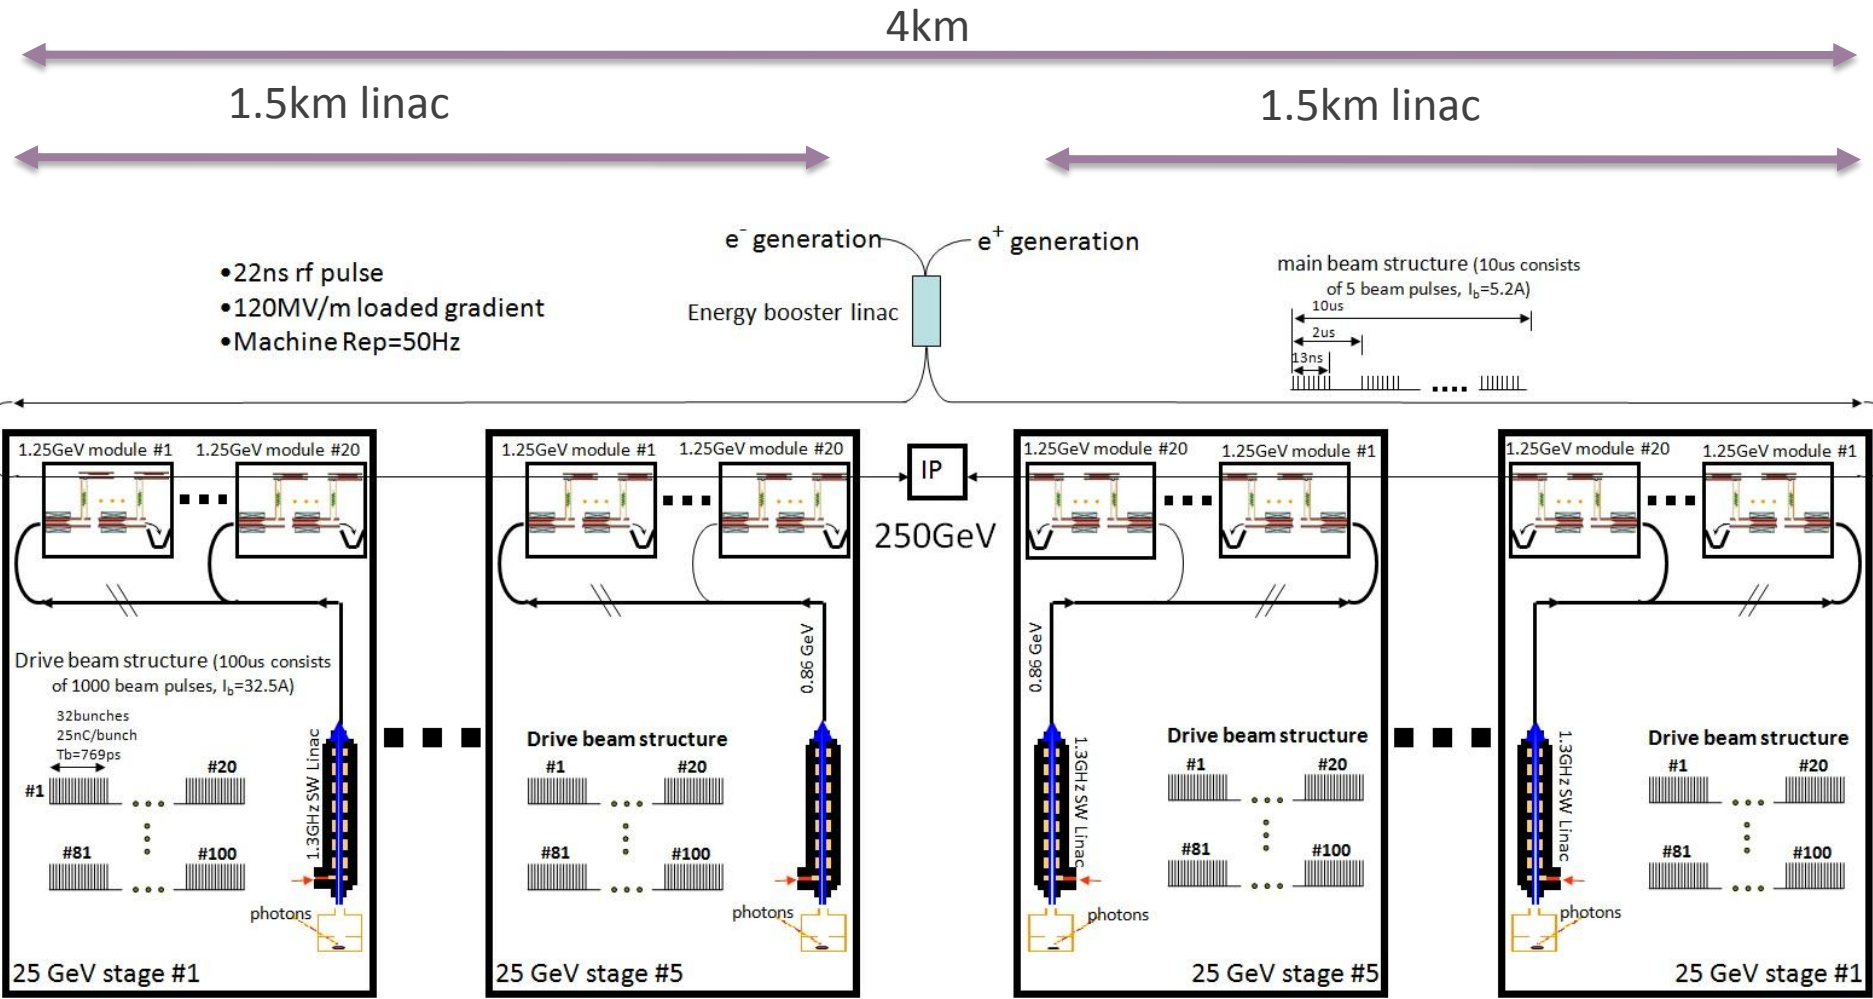 4km
1.5km linac
1.5km linac
e- generation
e+ generation
•22ns rf pulse
•120MV/m loaded gradient
•Machine Rep=50Hz
Energy booster linac
main beam structure (10us consists
of 5 beam pulses, Ib=5.2A)
10us
2us
13ns
1.25GeV module #1
1.25GeV module #20
1.25GeV module #1
1.25GeV module #20
IP
250GeV
1.25GeV module #20
1.25GeV module #1
1.25GeV module #20
1.25GeV module #1
Drive beam structure (100us consists
of 1000 beam pulses, Ib=32.5A)
32bunches
25nC/bunch
Tb=769ps
#1
#20
#81
#100
1.3GHz SW Linac
photons
25 GeV stage #1
0.86 GeV
Drive beam structure
#1
#20
#81
#100
photons
25 GeV stage #5
0.86 GeV
1.3GHz SW Linac
Drive beam structure
#1
#20
#81
#100
photons
25 GeV stage #5
1.3GHz SW Linac
Drive beam structure
#1
#20
#81
#100
photons
25 GeV stage #1